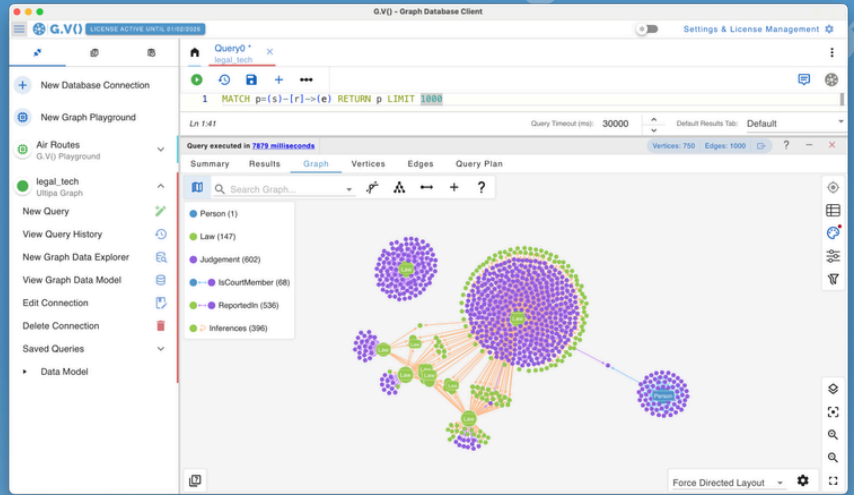 G.V() - Graph Database Client
G.V() LICENSE ACTIVE UNTIL 01/02/2025
Settings & License Management
New Database Connection
New Graph Playground
Air Routes
G.V() Playground
legal_tech
Ultipa Graph
New Query
View Query History
New Graph Data Explorer
View Graph Data Model
Edit Connection
Delete Connection
Saved Queries
Data Model
Query0 *
legal_tech
1 MATCH p=(s)-[r]->(e) RETURN p LIMIT 1000
Ln 1:41
Query Timeout (ms): 30000
Default Results Tab: Default
Query executed in 7879 milliseconds
Vertices: 750 Edges: 1000
Summary Results Graph Vertices Edges Query Plan
Search Graph...
Person (1)
Law (147)
Judgement (602)
IsCourtMember (68)
ReportedIn (536)
Inferences (396)
Law
Law
Law
Law
Law
Law
Law
Law
Law
Person
Force Directed Layout